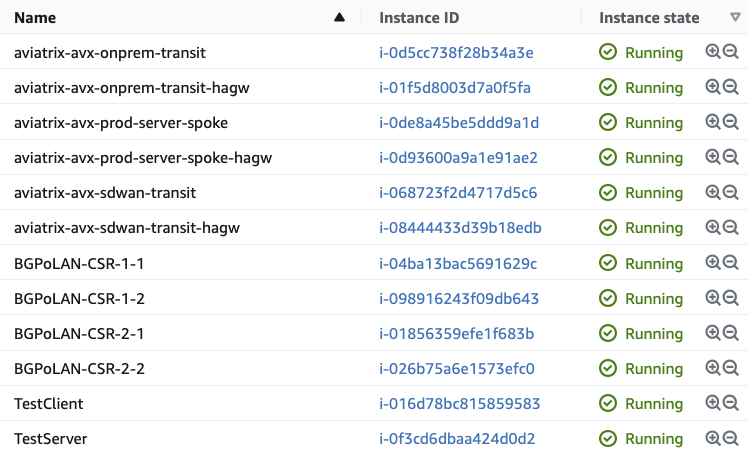 Name Instance ID Instance state
aviatrix-avx-onprem-transit i-0d5cc738f28b34a3e Running
aviatrix-avx-onprem-transit-hagw i-01f5d8003d7a0f5fa Running
aviatrix-avx-prod-server-spoke i-0de8a45be5ddd9a1d Running
aviatrix-avx-prod-server-spoke-hagw i-0d93600a9a1e91ae2 Running
aviatrix-avx-sdwan-transit i-068723f2d4717d5c6 Running
aviatrix-avx-sdwan-transit-hagw i-08444433d39b18edb Running
BGPoLAN-CSR-1-1 i-04ba13bac5691629c Running
BGPoLAN-CSR-1-2 i-098916243f09db643 Running
BGPoLAN-CSR-2-1 i-01856359efe1f683b Running
BGPoLAN-CSR-2-2 i-026b75a6e1573efc0 Running
TestClient i-016d78bc815859583 Running
TestServer i-0f3cd6dbaa424d0d2 Running